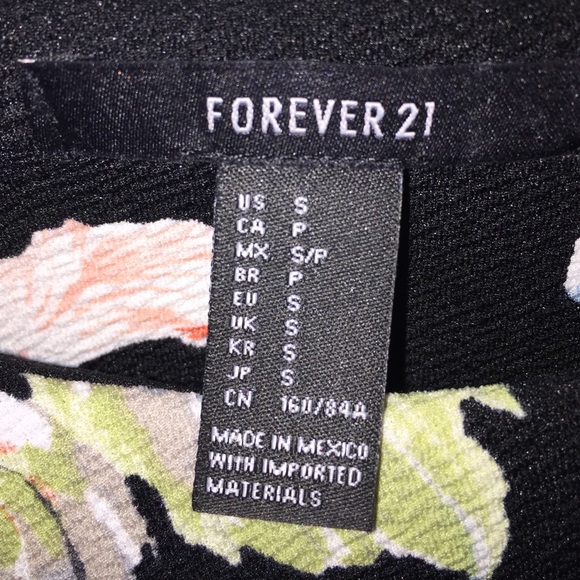 FOREVER 21
US S
CA P
MX S/P
BR P
EU S
UK S
KR S
JP S
CN 160/84A
MADE IN MEXICO
WITH IMPORTED
MATERIALS